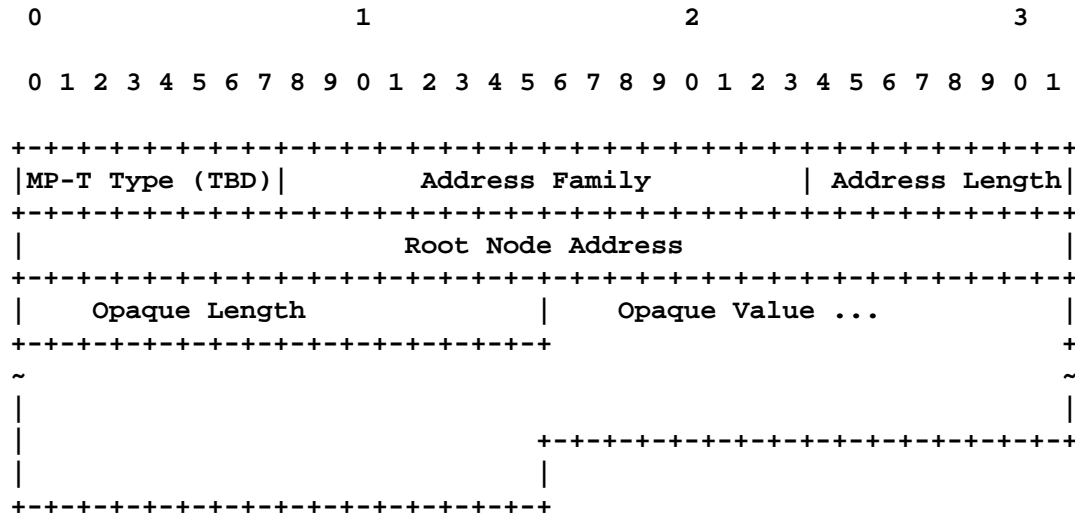 0                   1                   2                   3
 0 1 2 3 4 5 6 7 8 9 0 1 2 3 4 5 6 7 8 9 0 1 2 3 4 5 6 7 8 9 0 1
+-+-+-+-+-+-+-+-+-+-+-+-+-+-+-+-+-+-+-+-+-+-+-+-+-+-+-+-+-+-+-+-+
|MP-T Type (TBD)|        Address Family         | Address Length|
+-+-+-+-+-+-+-+-+-+-+-+-+-+-+-+-+-+-+-+-+-+-+-+-+-+-+-+-+-+-+-+-+
|                       Root Node Address                       |
+-+-+-+-+-+-+-+-+-+-+-+-+-+-+-+-+-+-+-+-+-+-+-+-+-+-+-+-+-+-+-+-+
|    Opaque Length              |    Opaque Value ...           |
+-+-+-+-+-+-+-+-+-+-+-+-+-+-+-+-+                               +
~                                                               ~
|                                                               |
|                               +-+-+-+-+-+-+-+-+-+-+-+-+-+-+-+-+
|                               |
+-+-+-+-+-+-+-+-+-+-+-+-+-+-+-+-+